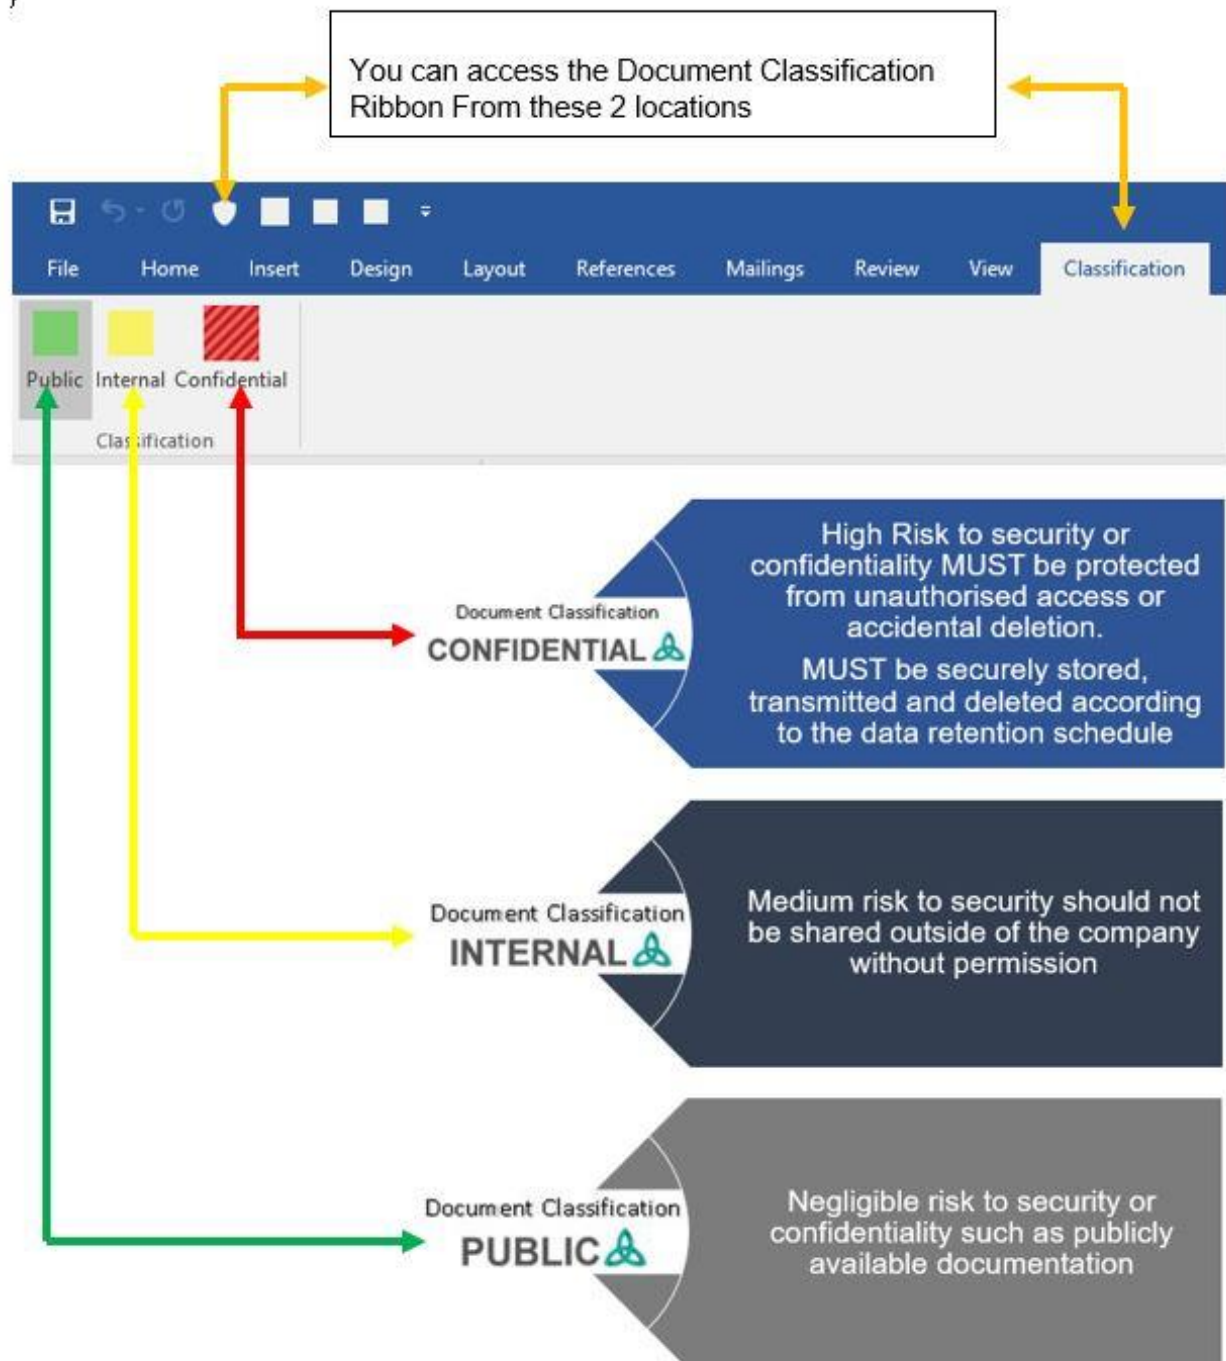 You can access the Document Classification
Ribbon From these 2 locations
File Home Insert Design Layout References Mailings Review View Classification
Public Internal Confidential
Classification
High Risk to security or
confidentiality MUST be protected
from unauthorised access or
accidental deletion.
MUST be securely stored,
transmitted and deleted according
to the data retention schedule
Document Classification
CONFIDENTIAL
Medium risk to security should not
be shared outside of the company
without permission
Document Classification
INTERNAL
Negligible risk to security or
confidentiality such as publicly
available documentation
Document Classification
PUBLIC